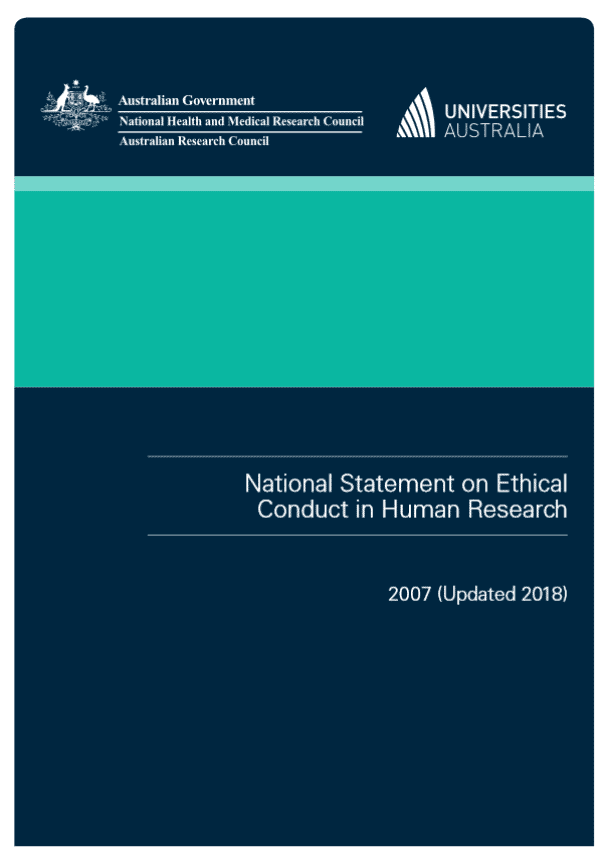 Australian Government
National Health and Medical Research Council
Australian Research Council
UNIVERSITIES
AUSTRALIA
National Statement on Ethical
Conduct in Human Research
2007 (Updated 2018)